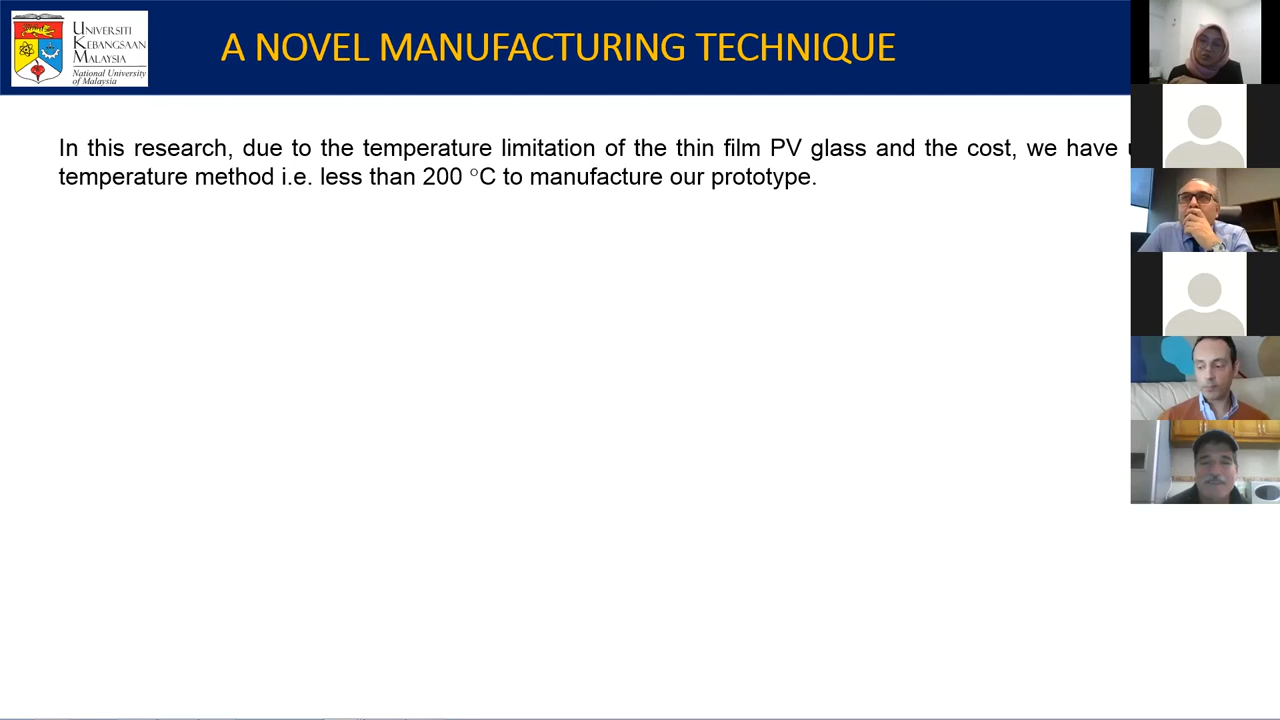 UNIVERSITI
KEBANGSAAN
MALAYSIA
National University
of Malaysia
A NOVEL MANUFACTURING TECHNIQUE
In this research, due to the temperature limitation of the thin film PV glass and the cost, we have
temperature method i.e. less than 200 °C to manufacture our prototype.